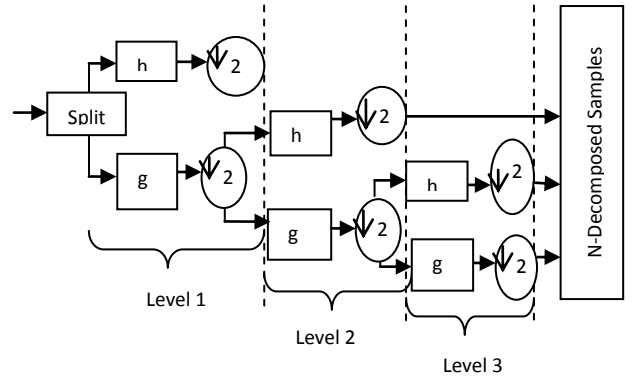 h
↓ 2
Split
g
↓ 2
Level 1
h
↓ 2
g
↓ 2
Level 2
h
↓ 2
g
↓ 2
Level 3
N-Decomposed Samples